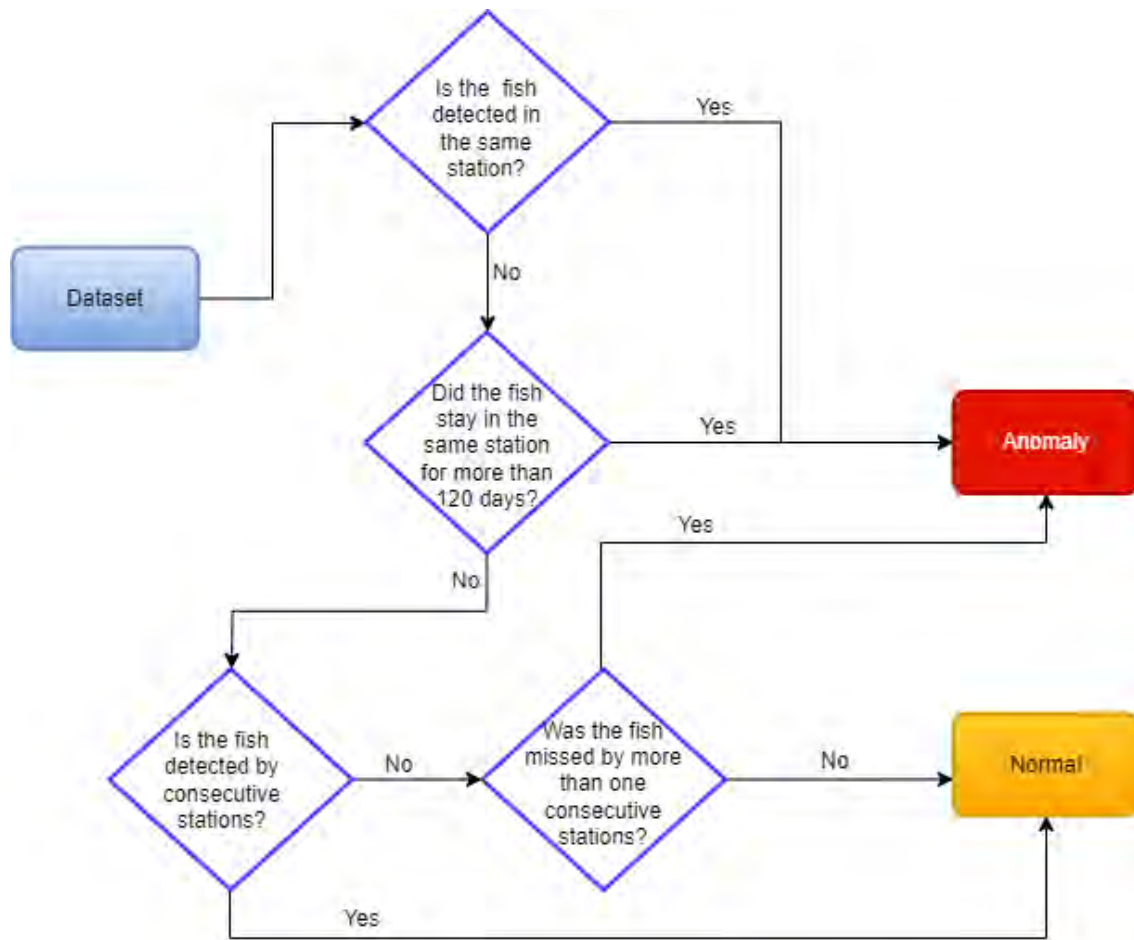 Is the fish
detected in
the same
station?
Yes
No
Dataset
Did the fish
stay in the
same station
for more than
120 days?
Yes
Anomaly
Yes
No
Is the fish
detected by
consecutive
stations?
No
Was the fish
missed by more
than one
consecutive
stations?
No
Normal
Yes